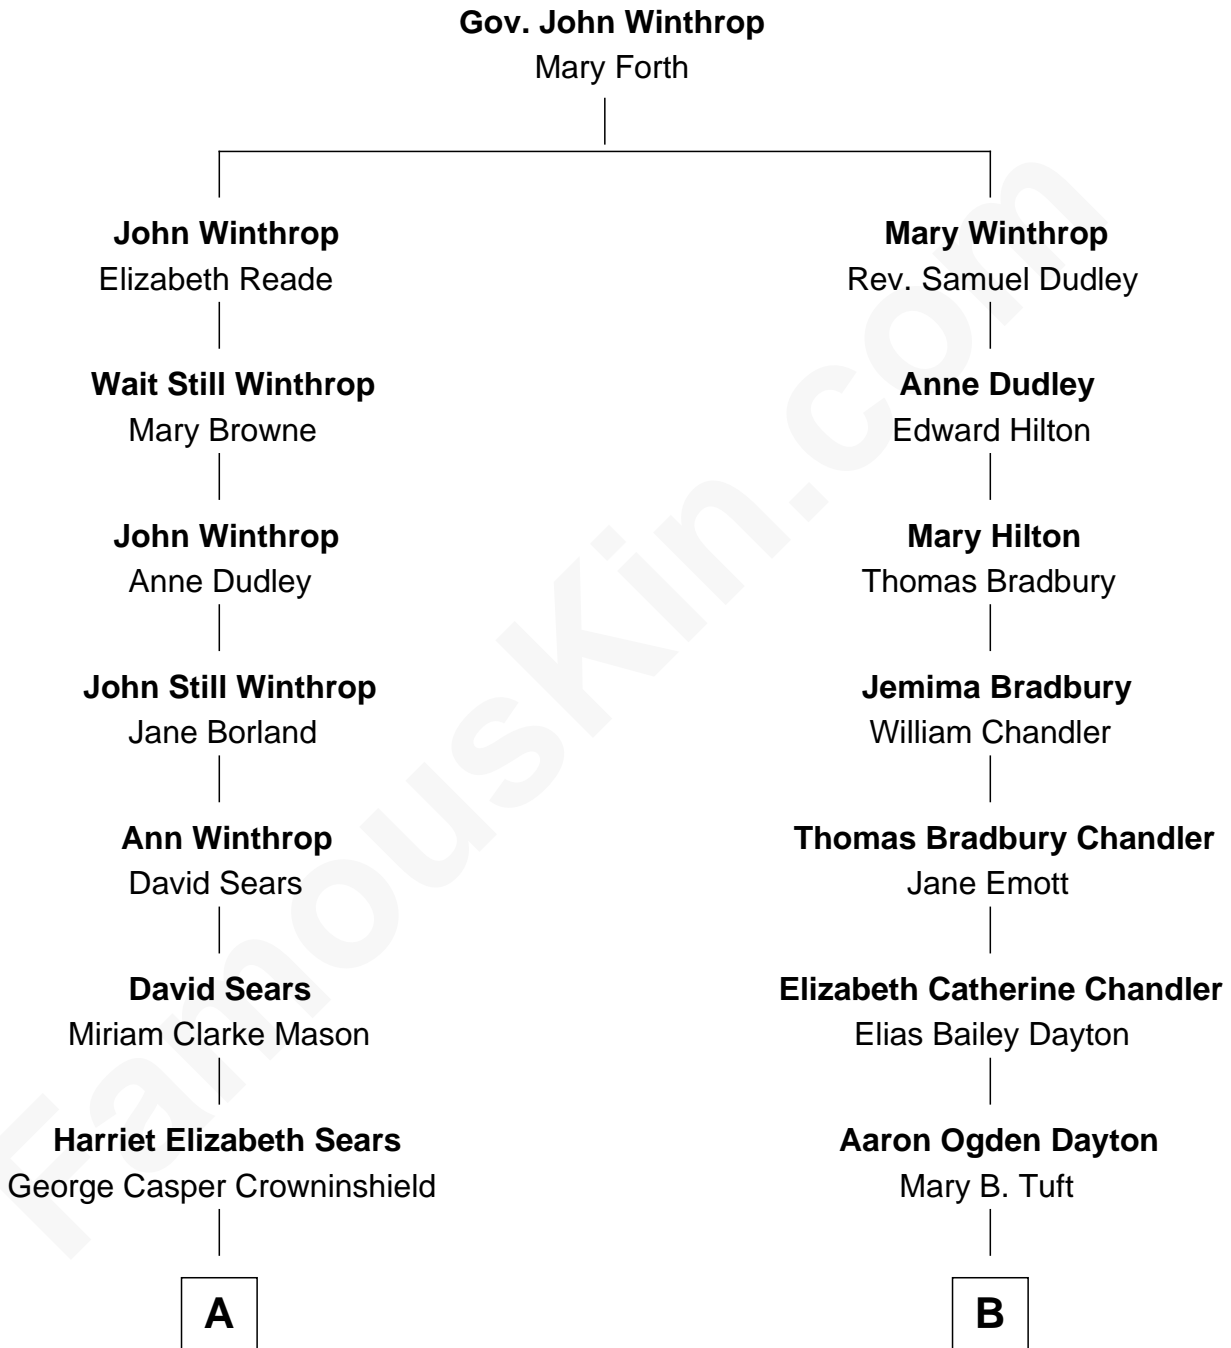 Gov. John Winthrop
Mary Forth
John Winthrop
Elizabeth Reade
Wait Still Winthrop
Mary Browne
John Winthrop
Anne Dudley
John Still Winthrop
Jane Borland
Ann Winthrop
David Sears
David Sears
Miriam Clarke Mason
Harriet Elizabeth Sears
George Casper Crowninshield
A
Mary Winthrop
Rev. Samuel Dudley
Anne Dudley
Edward Hilton
Mary Hilton
Thomas Bradbury
Jemima Bradbury
William Chandler
Thomas Bradbury Chandler
Jane Emott
Elizabeth Catherine Chandler
Elias Bailey Dayton
Aaron Ogden Dayton
Mary B. Tuft
B
FamousKin.com